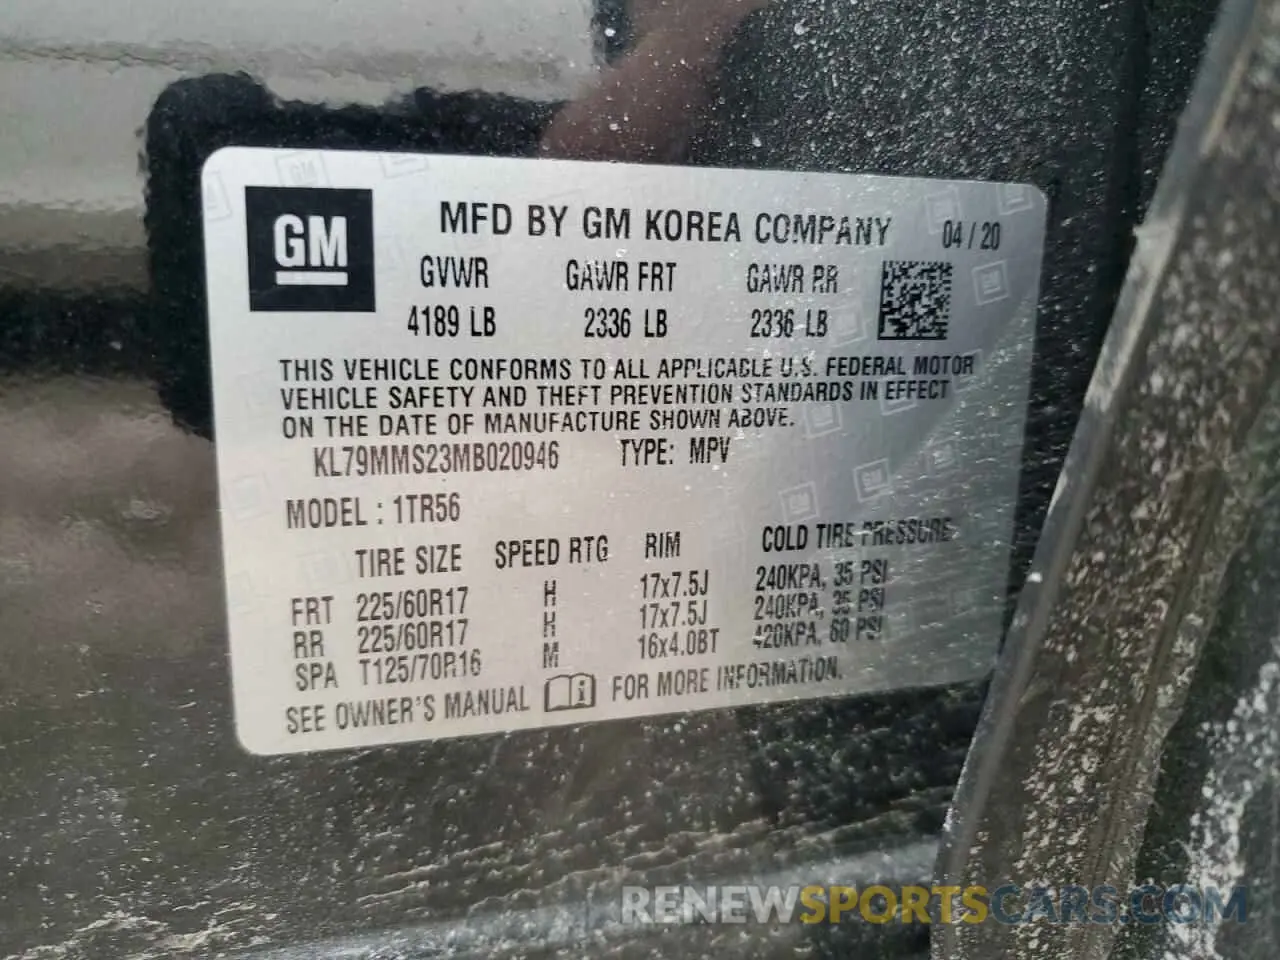 GM
MFD BY GM KOREA COMPANY 04 / 20
GVWR GAWR FRT GAWR RR
4189 LB 2336 LB 2336 LB
THIS VEHICLE CONFORMS TO ALL APPLICABLE U.S. FEDERAL MOTOR
VEHICLE SAFETY AND THEFT PREVENTION STANDARDS IN EFFECT
ON THE DATE OF MANUFACTURE SHOWN ABOVE.
KL79MMS23MB020946 TYPE: MPV
MODEL : 1TR56
TIRE SIZE SPEED RTG RIM COLD TIRE PRESSURE
FRT 225/60R17 H 17x7.5J 240KPA, 35 PSI
RR 225/60R17 H 17x7.5J 240KPA, 35 PSI
SPA T125/70R16 M 16x4.0BT 420KPA, 60 PSI
SEE OWNER'S MANUAL FOR MORE INFORMATION.
RENEWSPORTSCARS.COM